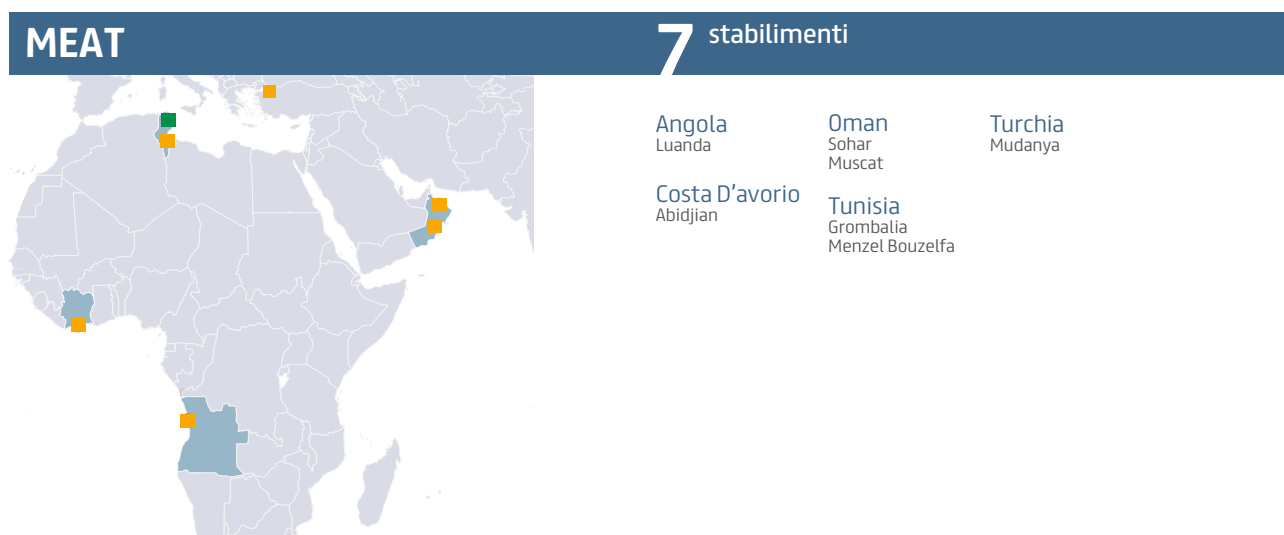 MEAT
7 stabilimenti
Angola
Luanda
Costa D'avorio
Abidjian
Oman
Sohar
Muscat
Tunisia
Grombalia
Menzel Bouzelfa
Turchia
Mudanya